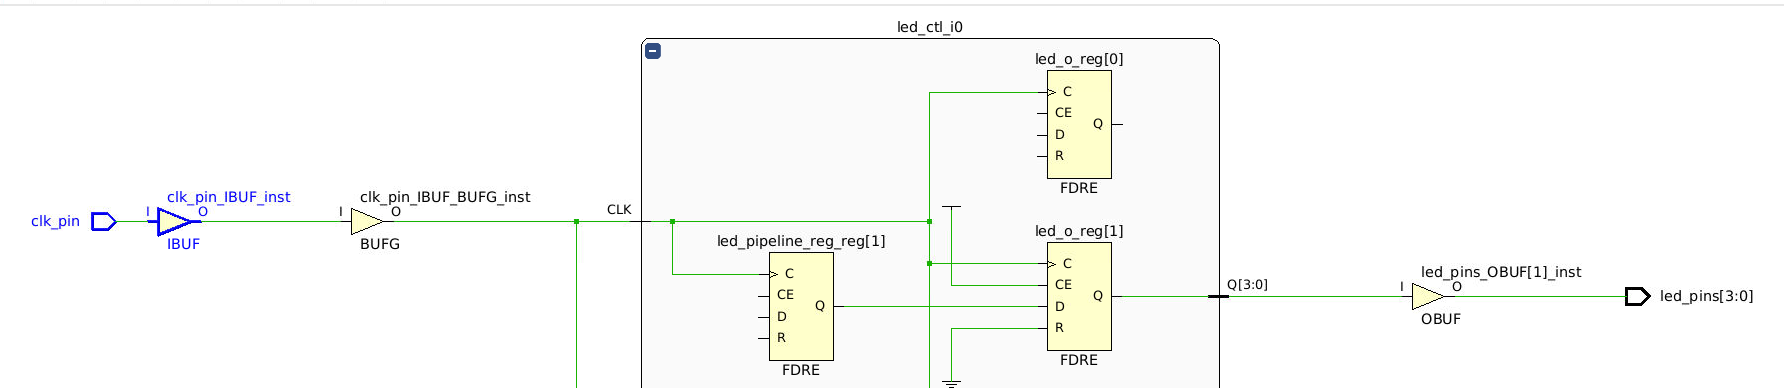 led_ctl_i0
led_o_reg[0]
C
CE
D
R
Q
FDRE
clk_pin
clk_pin_IBUF_inst
I
O
IBUF
clk_pin_IBUF_BUFG_inst
I
O
BUFG
CLK
led_pipeline_reg_reg[1]
C
CE
D
R
Q
FDRE
led_o_reg[1]
C
CE
D
R
Q
FDRE
Q[3:0]
led_pins_OBUF[1]_inst
I
O
OBUF
led_pins[3:0]